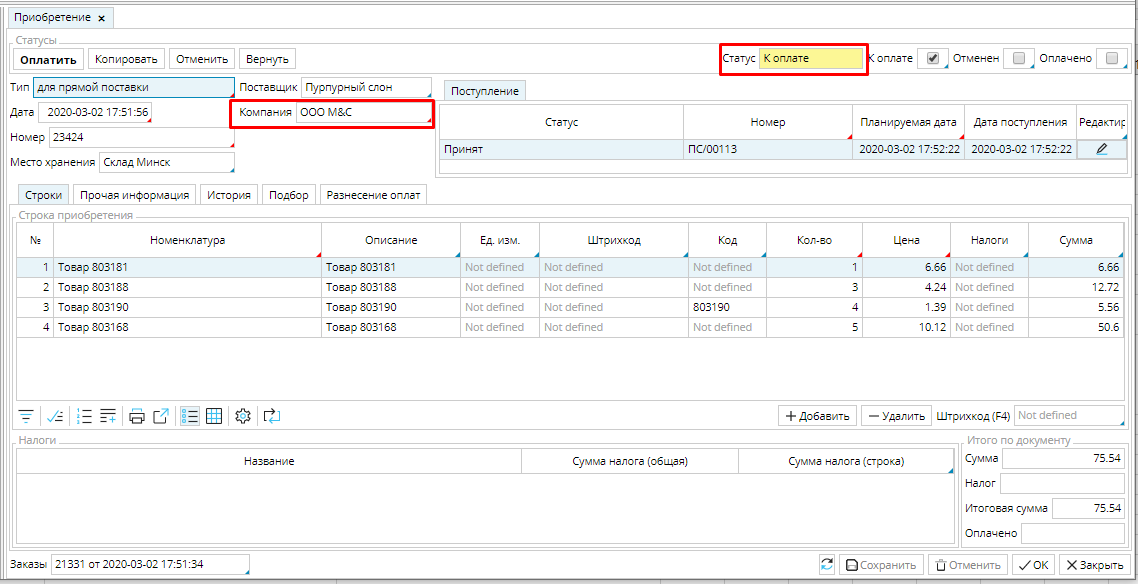 Приобретение ×
Статусы
Оплатить Копировать Отменить Вернуть Статус К оплате К оплате Отменен Оплачено
Тип для прямой поставки Поставщик Пурпурный слон
Дата 2020-03-02 17:51:56 Компания ООО М&С
Номер 23424
Место хранения Склад Минск
Поступление
Статус Номер Планируемая дата Дата поступления Редактир
Принят ПС/00113 2020-03-02 17:52:22 2020-03-02 17:52:22
Строки Прочая информация История Подбор Разнесение оплат
Строка приобретения
№ Номенклатура Описание Ед. изм. Штрихкод Код Кол-во Цена Налоги Сумма
1 Товар 803181 Товар 803181 Not defined Not defined Not defined 1 6.66 Not defined 6.66
2 Товар 803188 Товар 803188 Not defined Not defined Not defined 3 4.24 Not defined 12.72
3 Товар 803190 Товар 803190 Not defined Not defined 803190 4 1.39 Not defined 5.56
4 Товар 803168 Товар 803168 Not defined Not defined Not defined 5 10.12 Not defined 50.6
+ Добавить — Удалить Штрихкод (F4) Not defined
Налоги
Название Сумма налога (общая) Сумма налога (строка)
Итого по документу
Сумма 75.54
Налог
Итоговая сумма 75.54
Оплачено
Заказы 21331 от 2020-03-02 17:51:34 Сохранить Отменить OK Закрыть